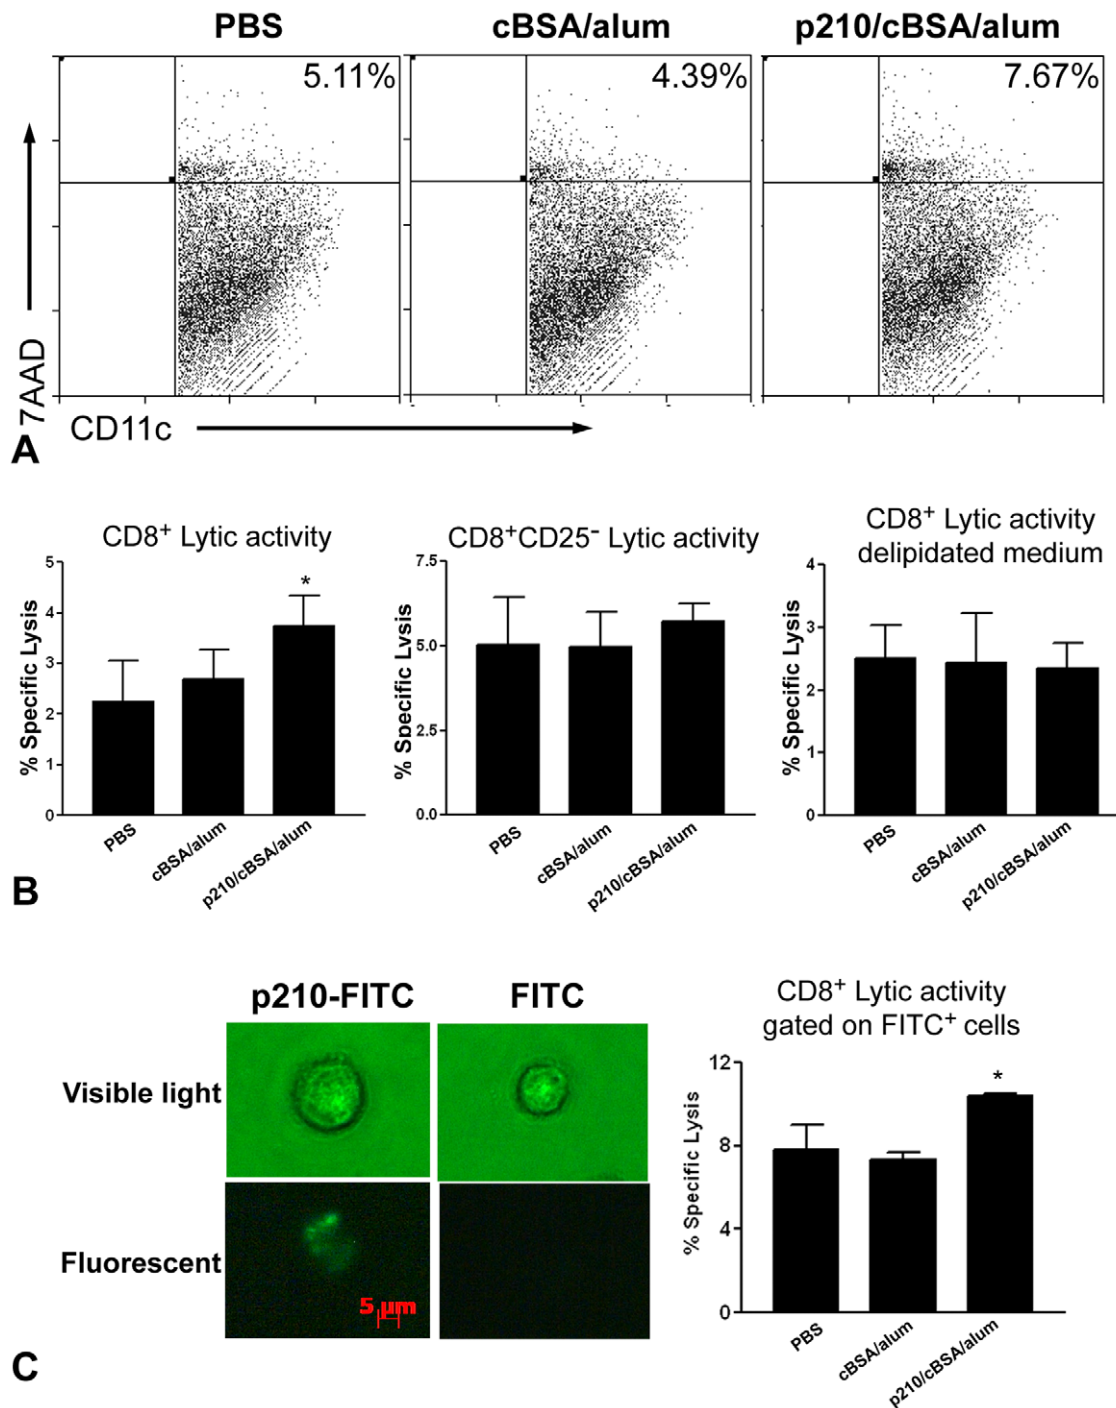 PBS
cBSA/alum
p210/cBSA/alum
5.11%
4.39%
7.67%
7AAD
CD11c
A
CD8⁺ Lytic activity
% Specific Lysis
5
4
3
2
1
0
*
PBS
cBSA/alum
p210/cBSA/alum
CD8⁺CD25⁻ Lytic activity
% Specific Lysis
7.5
5.0
2.5
0.0
PBS
cBSA/alum
p210/cBSA/alum
CD8⁺ Lytic activity
delipidated medium
% Specific Lysis
4
3
2
1
0
PBS
cBSA/alum
p210/cBSA/alum
B
p210-FITC
FITC
Visible light
Fluorescent
5 µm
CD8⁺ Lytic activity
gated on FITC⁺ cells
% Specific Lysis
12
8
4
0
*
PBS
cBSA/alum
p210/cBSA/alum
C